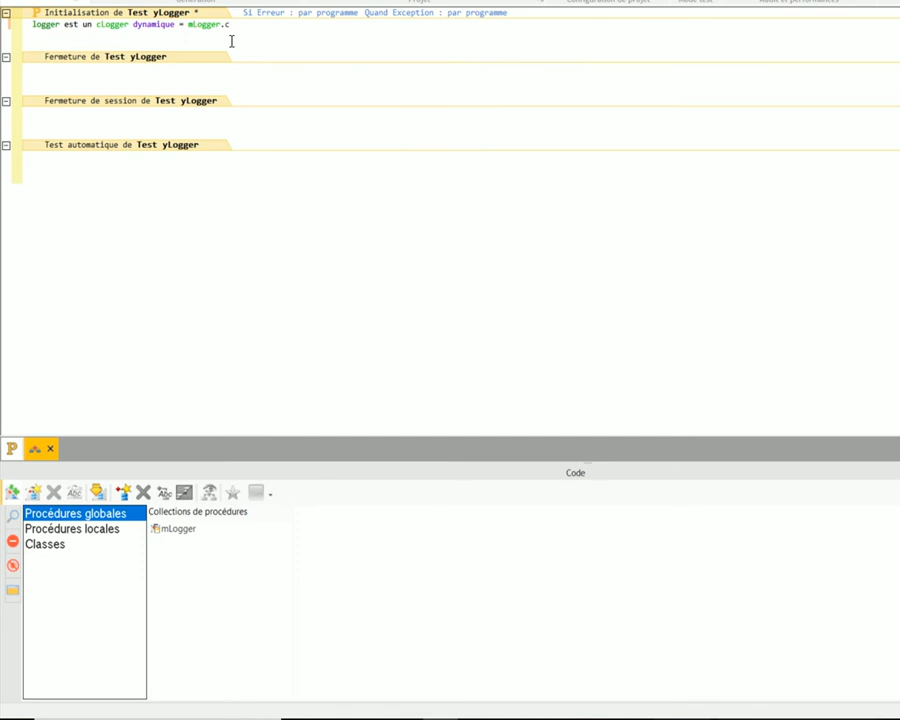 Initialisation de Test yLogger * Si Erreur : par programme Quand Exception : par programme
logger est un cLogger dynamique = mLogger.c
Fermeture de Test yLogger
Fermeture de session de Test yLogger
Test automatique de Test yLogger
Code
Procédures globales
Procédures locales
Classes
Collections de procédures
mLogger